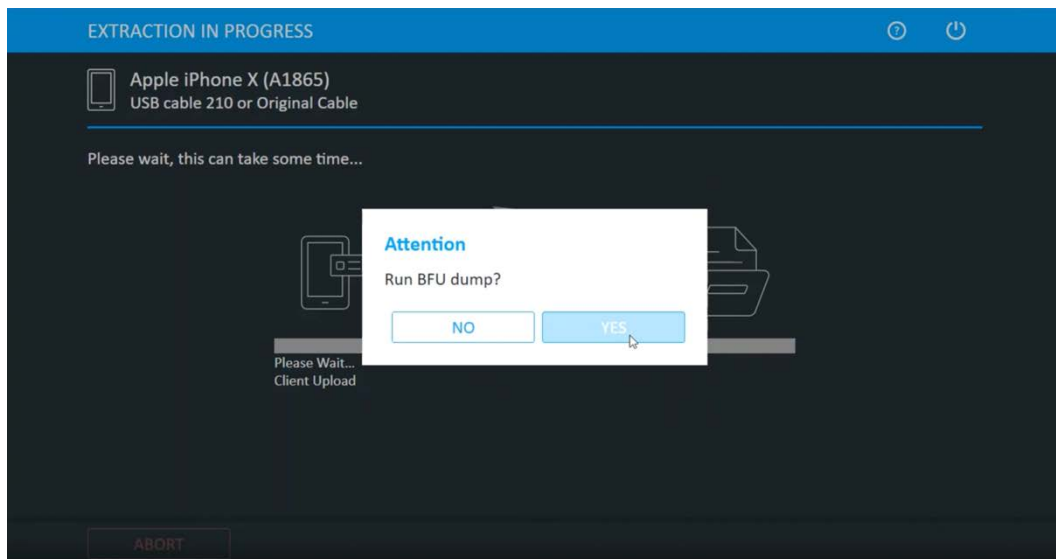 EXTRACTION IN PROGRESS
Apple iPhone X (A1865)
USB cable 210 or Original Cable
Please wait, this can take some time...
Attention
Run BFU dump?
NO
YES
Please Wait...
Client Upload
ABORT